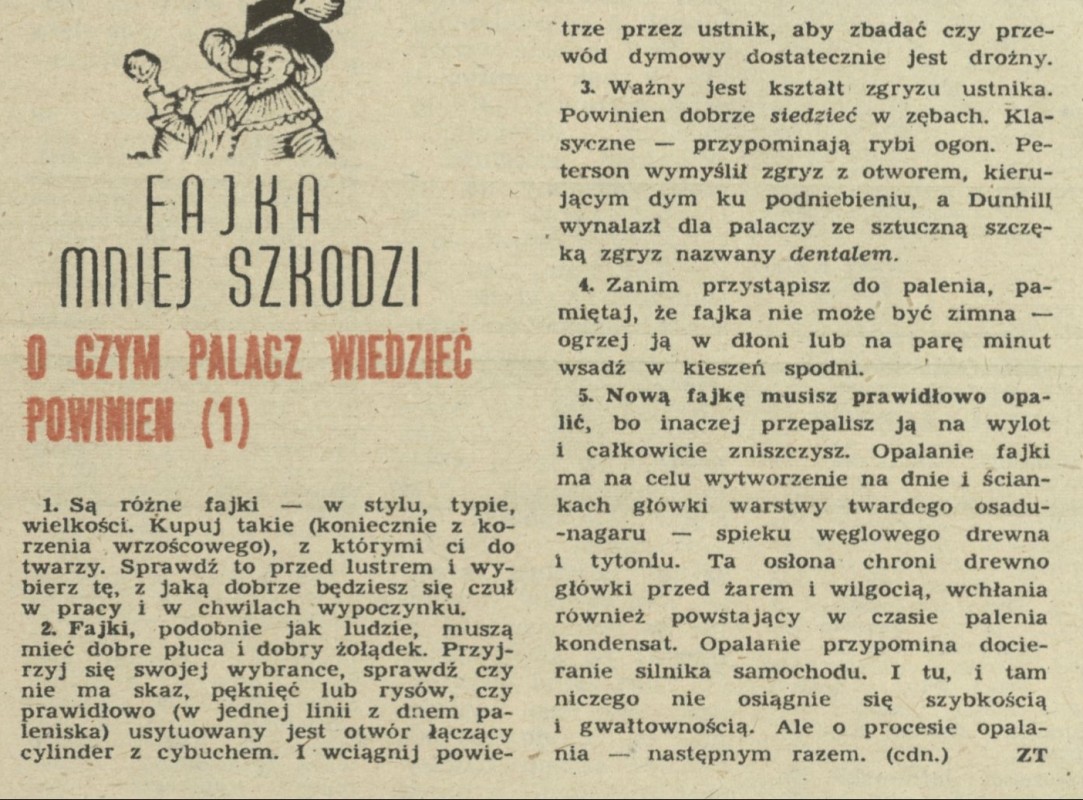 FAJKA
MNIEJ SZKODZI
O CZYM PALACZ WIEDZIEĆ
POWINIEN (1)
1. Są różne fajki — w stylu, typie,
wielkości. Kupuj takie (koniecznie z ko-
rzenia wrzoścowego), z którymi ci do
twarzy. Sprawdź to przed lustrem i wy-
bierz tę, z jaką dobrze będziesz się czuł
w pracy i w chwilach wypoczynku.
2. Fajki, podobnie jak ludzie, muszą
mieć dobre płuca i dobry żołądek. Przyj-
rzyj się swojej wybrance, sprawdź czy
nie ma skaz, pęknięć lub rysów, czy
prawidłowo (w jednej linii z dnem pa-
leniska) usytuowany jest otwór łączący
cylinder z cybuchem. I wciągnij powie-
trze przez ustnik, aby zbadać czy prze-
wód dymowy dostatecznie jest drożny.
3. Ważny jest kształt zgryzu ustnika.
Powinien dobrze siedzieć w zębach. Kla-
syczne — przypominają rybi ogon. Pe-
terson wymyślił zgryz z otworem, kieru-
jącym dym ku podniebieniu, a Dunhill
wynalazł dla palaczy ze sztuczną szczę-
ką zgryz nazwany dentalem.
4. Zanim przystąpisz do palenia, pa-
miętaj, że fajka nie może być zimna —
ogrzej ją w dłoni lub na parę minut
wsadź w kieszeń spodni.
5. Nową fajkę musisz prawidłowo opa-
lić, bo inaczej przepalisz ją na wylot
i całkowicie zniszczysz. Opalanie fajki
ma na celu wytworzenie na dnie i ścian-
kach główki warstwy twardego osadu-
-nagaru — spieku węglowego drewna
i tytoniu. Ta osłona chroni drewno
główki przed żarem i wilgocią, wchłania
również powstający w czasie palenia
kondensat. Opalanie przypomina docie-
ranie silnika samochodu. I tu, i tam
niczego nie osiągnie się szybkością
i gwałtownością. Ale o procesie opala-
nia — następnym razem. (cdn.) ZT